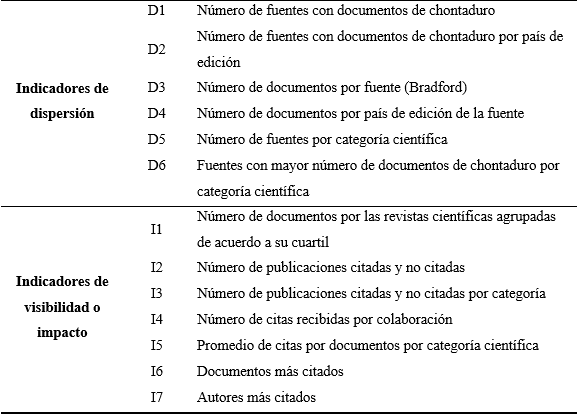 D1 Número de fuentes con documentos de chontaduro
D2 Número de fuentes con documentos de chontaduro por país de
edición
Indicadores de
dispersión
D3 Número de documentos por fuente (Bradford)
D4 Número de documentos por país de edición de la fuente
D5 Número de fuentes por categoría científica
D6 Fuentes con mayor número de documentos de chontaduro por
categoría científica
I1 Número de documentos por las revistas científicas agrupadas
de acuerdo a su cuartil
I2 Número de publicaciones citadas y no citadas
Indicadores de
visibilidad o
impacto
I3 Número de publicaciones citadas y no citadas por categoría
I4 Número de citas recibidas por colaboración
I5 Promedio de citas por documentos por categoría científica
I6 Documentos más citados
I7 Autores más citados